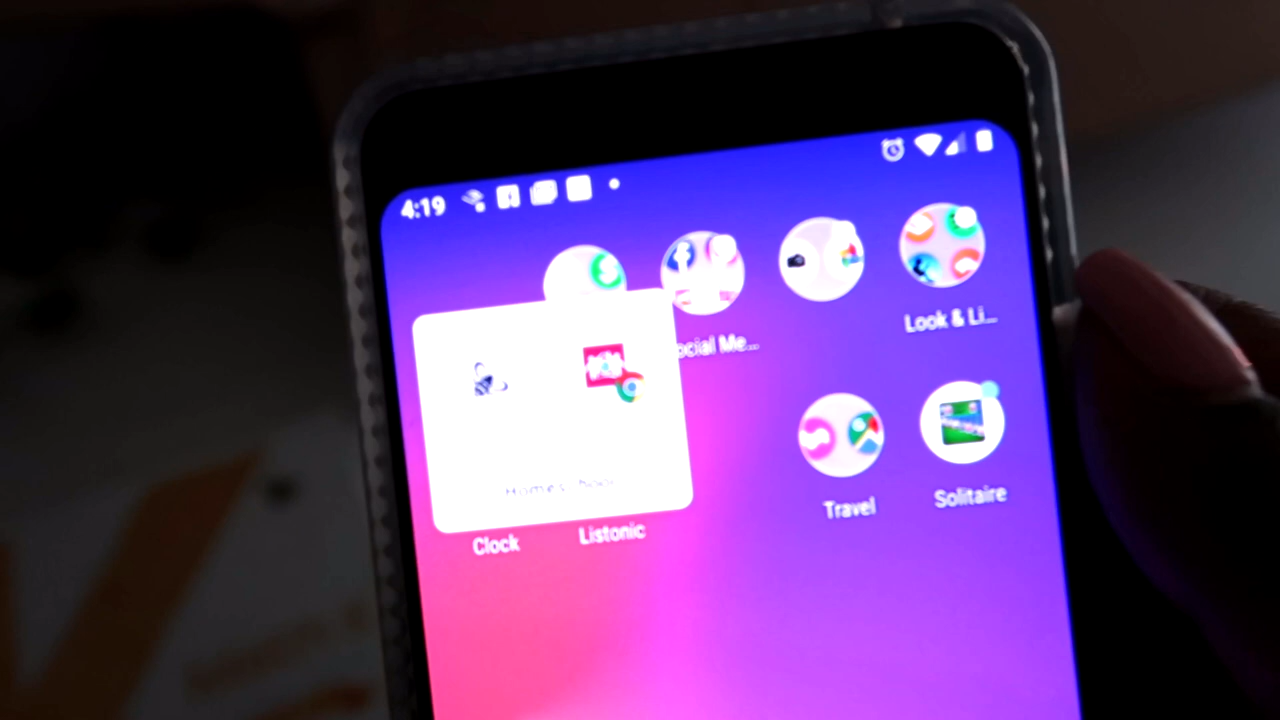 4:19
ocial Me...
Look & Li...
Travel
Solitaire
Clock
Listonic